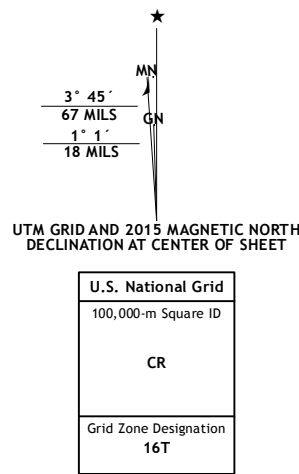 MN
3° 45´
67 MILS
GN
1° 1´
18 MILS
UTM GRID AND 2015 MAGNETIC NORTH
DECLINATION AT CENTER OF SHEET
U.S. National Grid
100,000-m Square ID
CR
Grid Zone Designation
16T